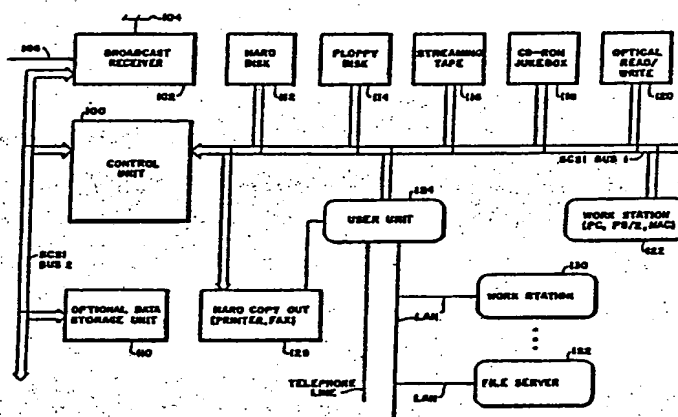 104
106
BROADCAST
RECEIVER
102
HARD
DISK
112
FLOPPY
DISK
114
STREAMING
TAPE
116
CD-ROM
JUKEBOX
118
OPTICAL
READ/
WRITE
120
100
CONTROL
UNIT
SCSI BUS 1
124
USER UNIT
WORK STATION
(PC, PS/2, MAC)
122
SCSI
BUS 2
OPTIONAL DATA
STORAGE UNIT
110
HARD COPY OUT
(PRINTER, FAX)
128
130
WORK STATION
LAN
132
FILE SERVER
LAN
TELEPHONE
LINE